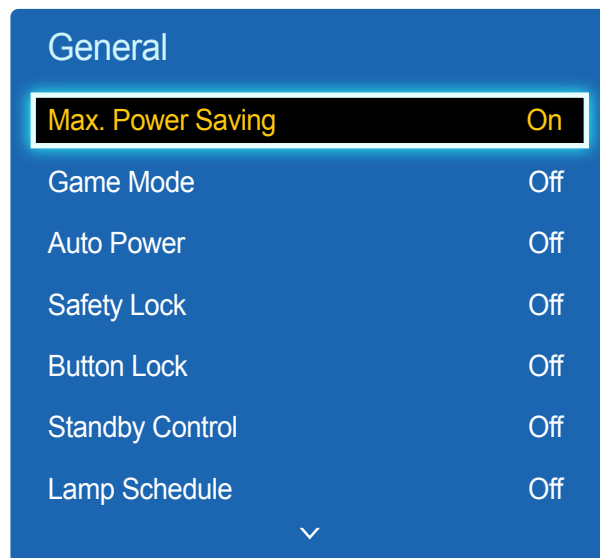 General
Max. Power Saving On
Game Mode Off
Auto Power Off
Safety Lock Off
Button Lock Off
Standby Control Off
Lamp Schedule Off